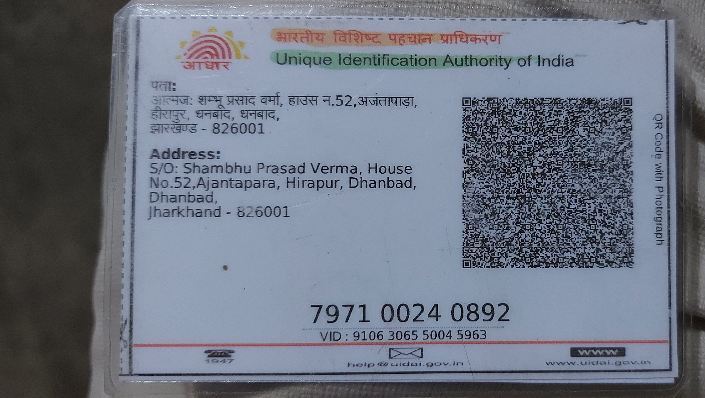 आधार
भारतीय विशिष्ट पहचान प्राधिकरण
Unique Identification Authority of India
पता:
आत्मज: शम्भू प्रसाद वर्मा, हाउस न.52,अजंतापाड़ा,
हीरापुर, धनबाद, धनबाद,
झारखण्ड - 826001
Address:
S/O: Shambhu Prasad Verma, House
No.52,Ajantapara, Hirapur, Dhanbad,
Dhanbad,
Jharkhand - 826001
QR Code with Photograph
7971 0024 0892
VID : 9106 3065 5004 5963
1947
help@uidai.gov.in
www
www.uidai.gov.in